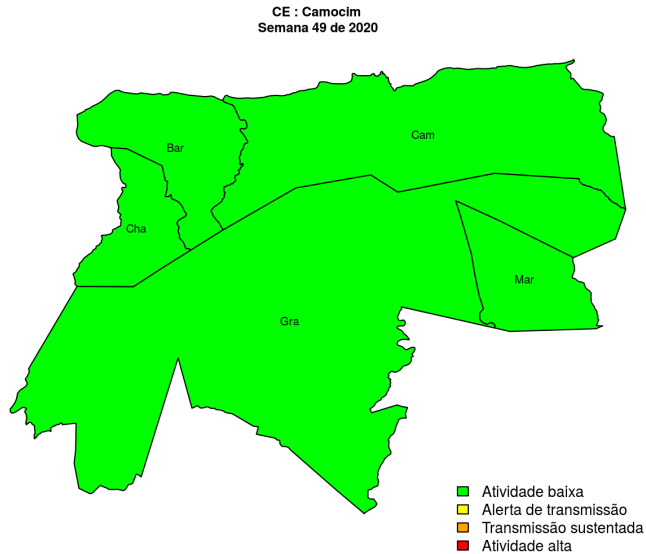 CE : Camocim
Semana 49 de 2020
Bar
Cam
Cha
Mar
Gra
Atividade baixa
Alerta de transmissão
Transmissão sustentada
Atividade alta